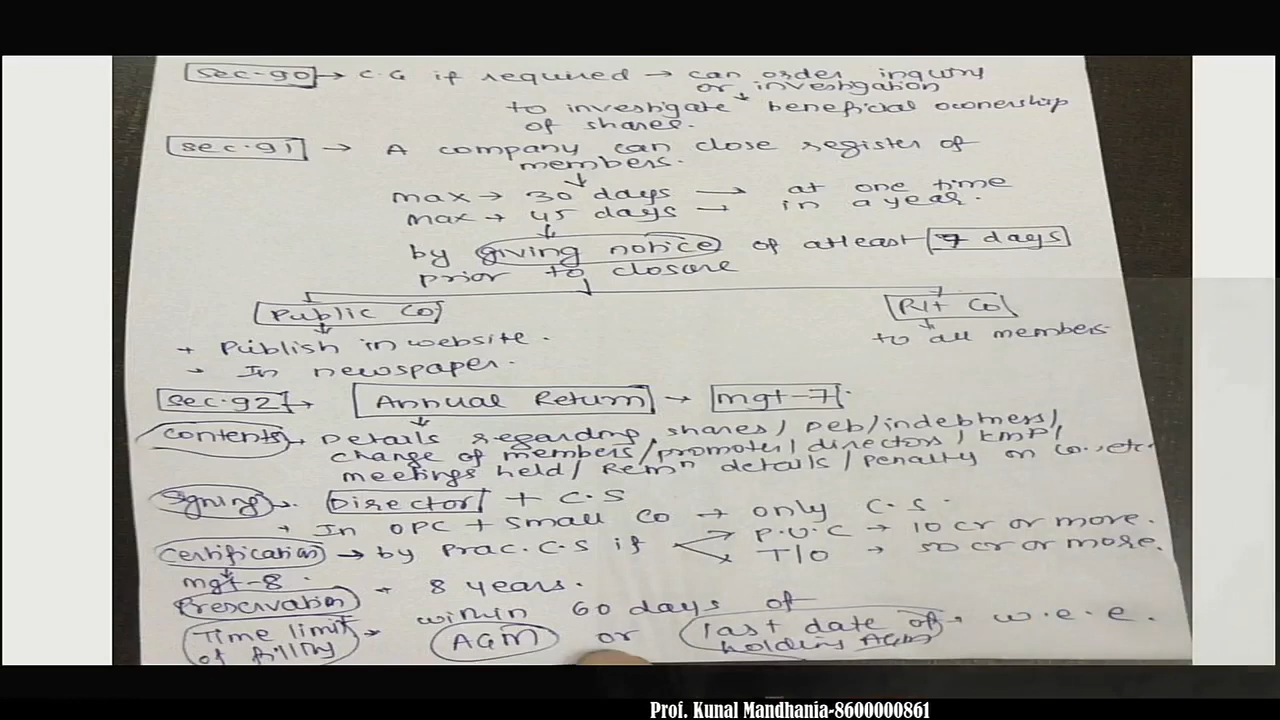 Sec-90 → C.G if required → can order inquiry
or investigation
to investigate beneficial ownership
of shares.
Sec-91 → A company can close register of
members.
max → 30 days → at one time
max → 45 days → in a year.
by giving notice of atleast 7 days
prior to closure
Public Co Pvt Co
→ Publish in website. to all members
→ In newspaper.
Sec-92 → Annual Return → mgt-7.
Contents → Details regarding shares/ Deb/indebtness/
change of members/promoter/directors/KMP/
meetings held/ Remn details/ penalty on Co., etc
Signing → Director + C.S
→ In OPC + Small Co → only C.S.
Certification → by Prac. C.S if P.U.C → 10 cr or more.
T/O → 50 cr or more.
mgt-8.
Preservation → 8 years.
Time limit of filling → within 60 days of
AGM or last date of holding AGM → w.e.e.
Prof. Kunal Mandhania-8600000861